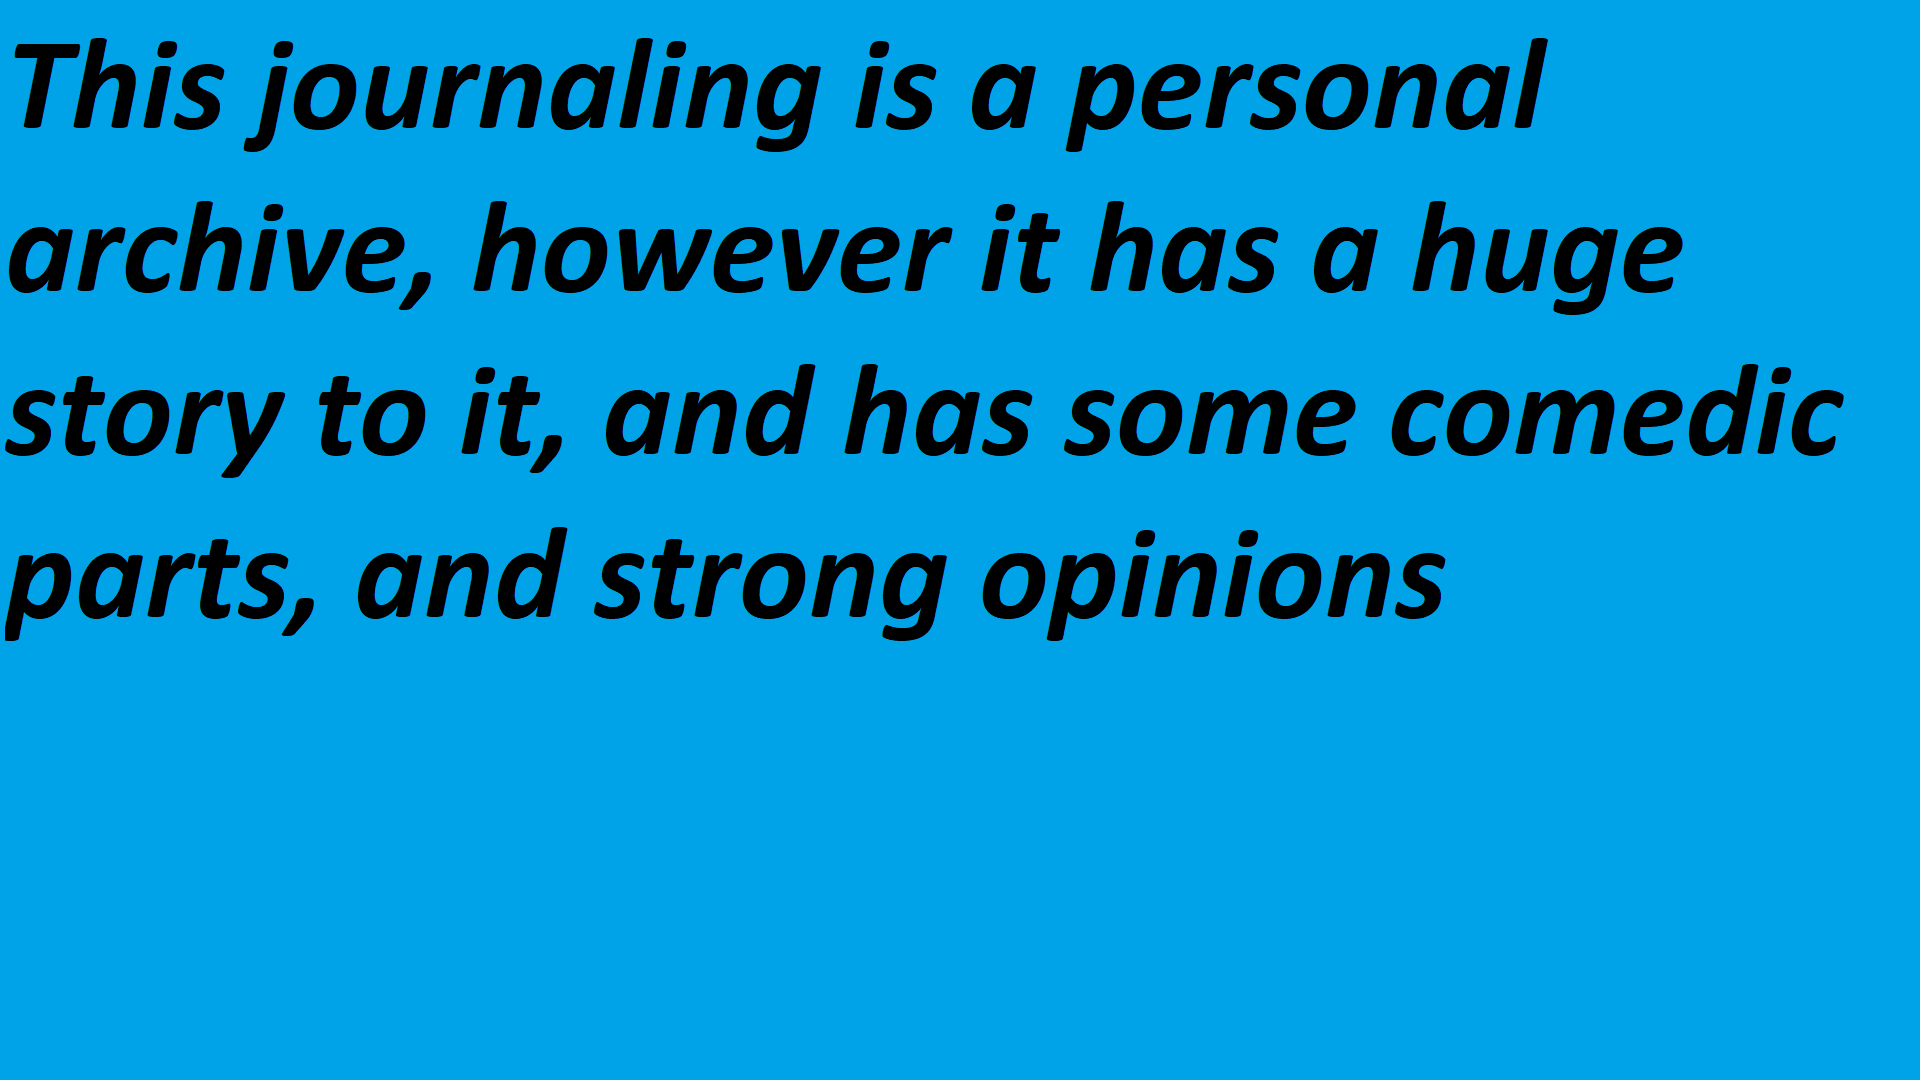 This journaling is a personal
archive, however it has a huge
story to it, and has some comedic
parts, and strong opinions